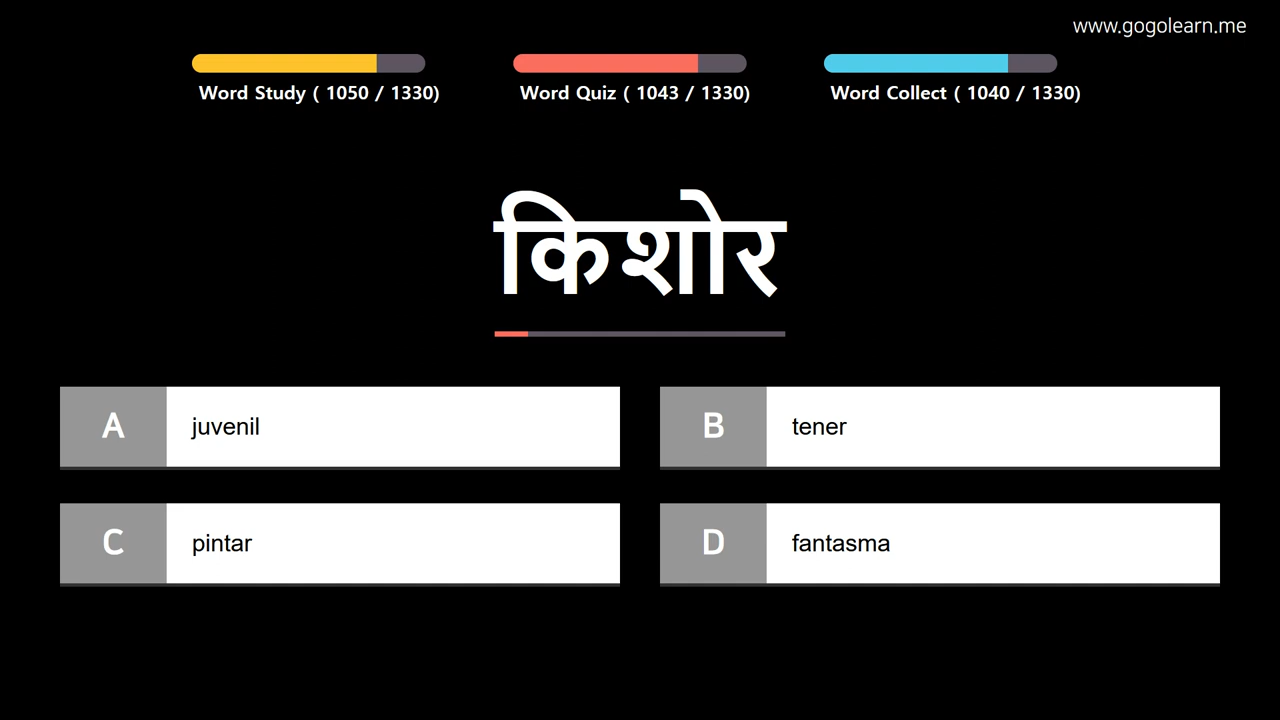 www.gogolearn.me
Word Study ( 1050 / 1330)
Word Quiz ( 1043 / 1330)
Word Collect ( 1040 / 1330)
किशोर
A juvenil
B tener
C pintar
D fantasma